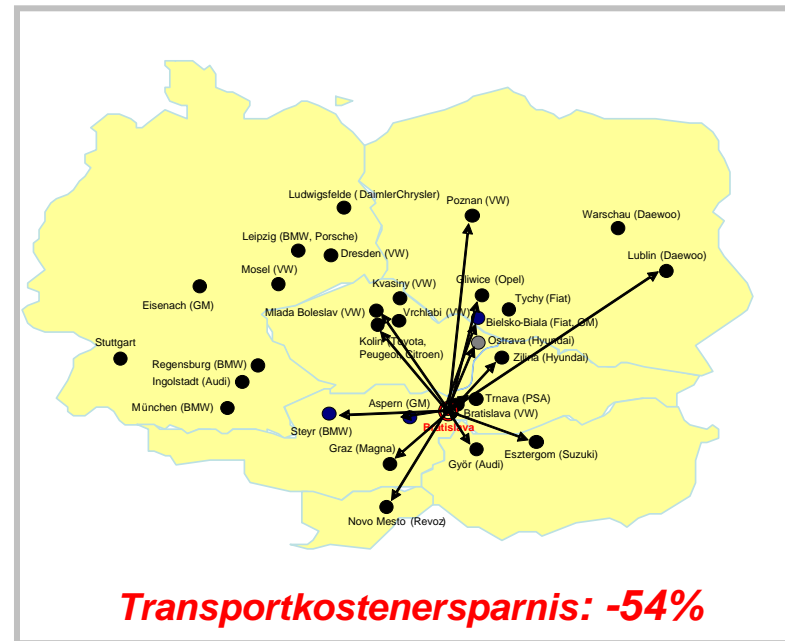 Ludwigsfelde (DaimlerChrysler)
Poznan (VW)
Warschau (Daewoo)
Leipzig (BMW, Porsche)
Dresden (VW)
Lublin (Daewoo)
Mosel (VW)
Kvasiny (VW)
Gliwice (Opel)
Eisenach (GM)
Tychy (Fiat)
Mlada Boleslav (VW)
Vrchlabi (VW)
Bielsko-Biala (Fiat, GM)
Kolin (Toyota,
Peugeot, Citroen)
Ostrava (Hyundai)
Stuttgart
Zilina (Hyundai)
Regensburg (BMW)
Ingolstadt (Audi)
Trnava (PSA)
München (BMW)
Aspern (GM)
Bratislava (VW)
Steyr (BMW)
Bratislava
Graz (Magna)
Esztergom (Suzuki)
Györ (Audi)
Novo Mesto (Revoz)
Transportkostenersparnis: -54%